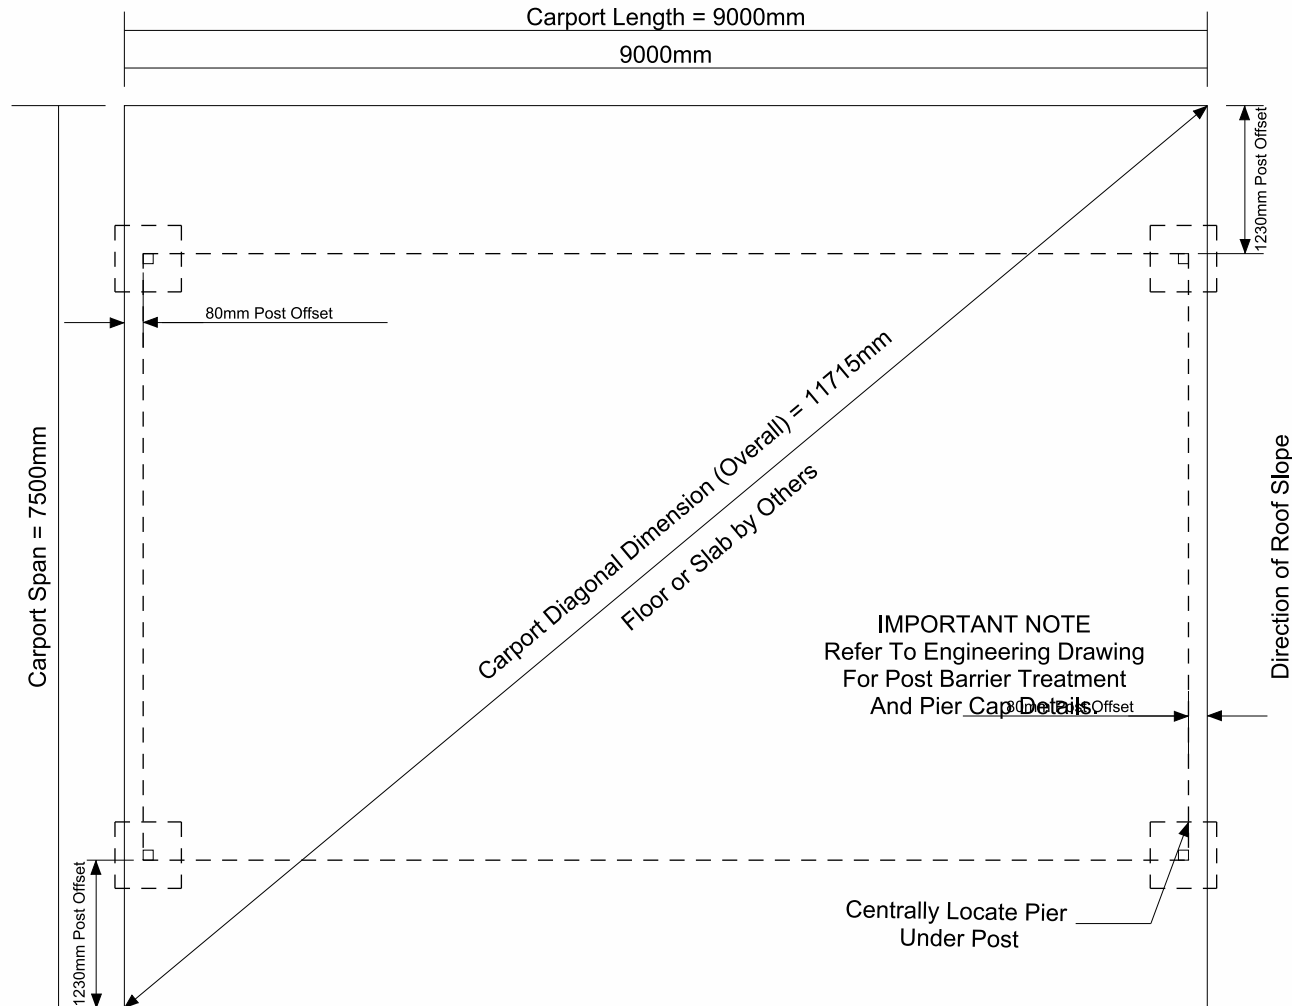 Carport Length = 9000mm
9000mm
1230mm Post Offset
80mm Post Offset
Carport Span = 7500mm
Carport Diagonal Dimension (Overall) = 11715mm
Floor or Slab by Others
Direction of Roof Slope
IMPORTANT NOTE
Refer To Engineering Drawing
For Post Barrier Treatment
And Pier Cap Details.
80mm Post Offset
1230mm Post Offset
Centrally Locate Pier
Under Post